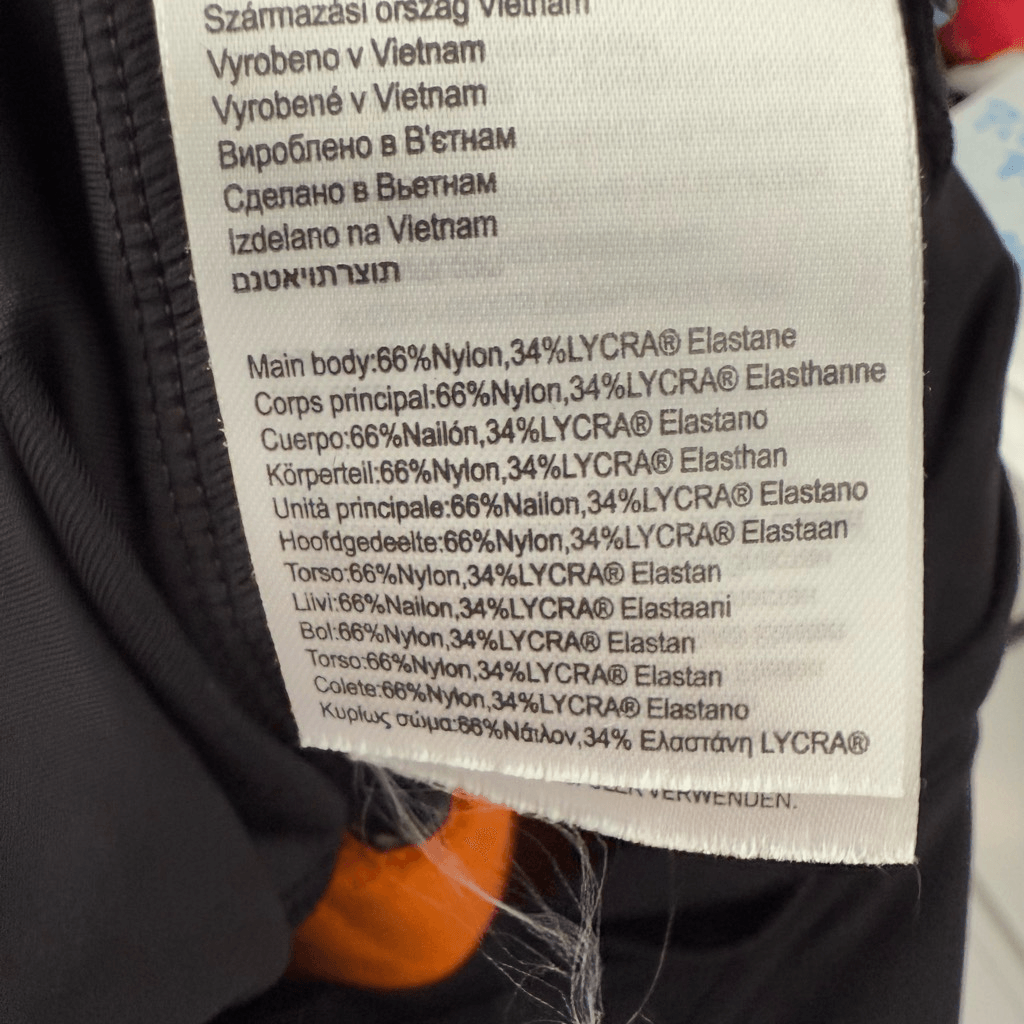 Származási ország Vietnam
Vyrobeno v Vietnam
Vyrobené v Vietnam
Вироблено в В'єтнам
Сделано в Вьетнам
Izdelano na Vietnam
תוצרתויאטנם
Main body:66%Nylon,34%LYCRA® Elastane
Corps principal:66%Nylon,34%LYCRA® Elasthanne
Cuerpo:66%Nailón,34%LYCRA® Elastano
Körperteil:66%Nylon,34%LYCRA® Elasthan
Unità principale:66%Nailon,34%LYCRA® Elastano
Hoofdgedeelte:66%Nylon,34%LYCRA® Elastaan
Torso:66%Nylon,34%LYCRA® Elastan
Liivi:66%Nailon,34%LYCRA® Elastaani
Bol:66%Nylon,34%LYCRA® Elastan
Torso:66%Nylon,34%LYCRA® Elastan
Colete:66%Nylon,34%LYCRA® Elastano
Κυρίως σώμα:66%Νάιλον,34% Ελαστάνη LYCRA®
VERWENDEN.